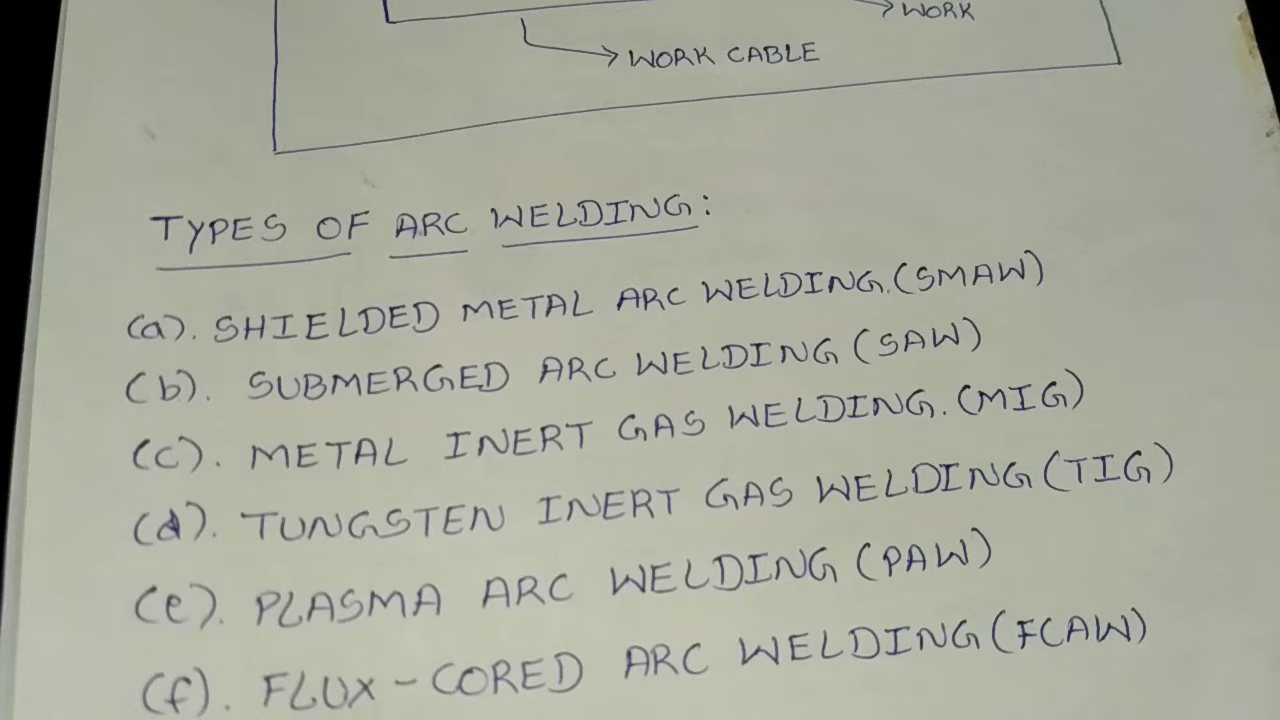 WORK
WORK CABLE
TYPES OF ARC WELDING:
(a). SHIELDED METAL ARC WELDING.(SMAW)
(b). SUBMERGED ARC WELDING (SAW)
(c). METAL INERT GAS WELDING. (MIG)
(d). TUNGSTEN INERT GAS WELDING (TIG)
(e). PLASMA ARC WELDING (PAW)
(f). FLUX-CORED ARC WELDING (FCAW)